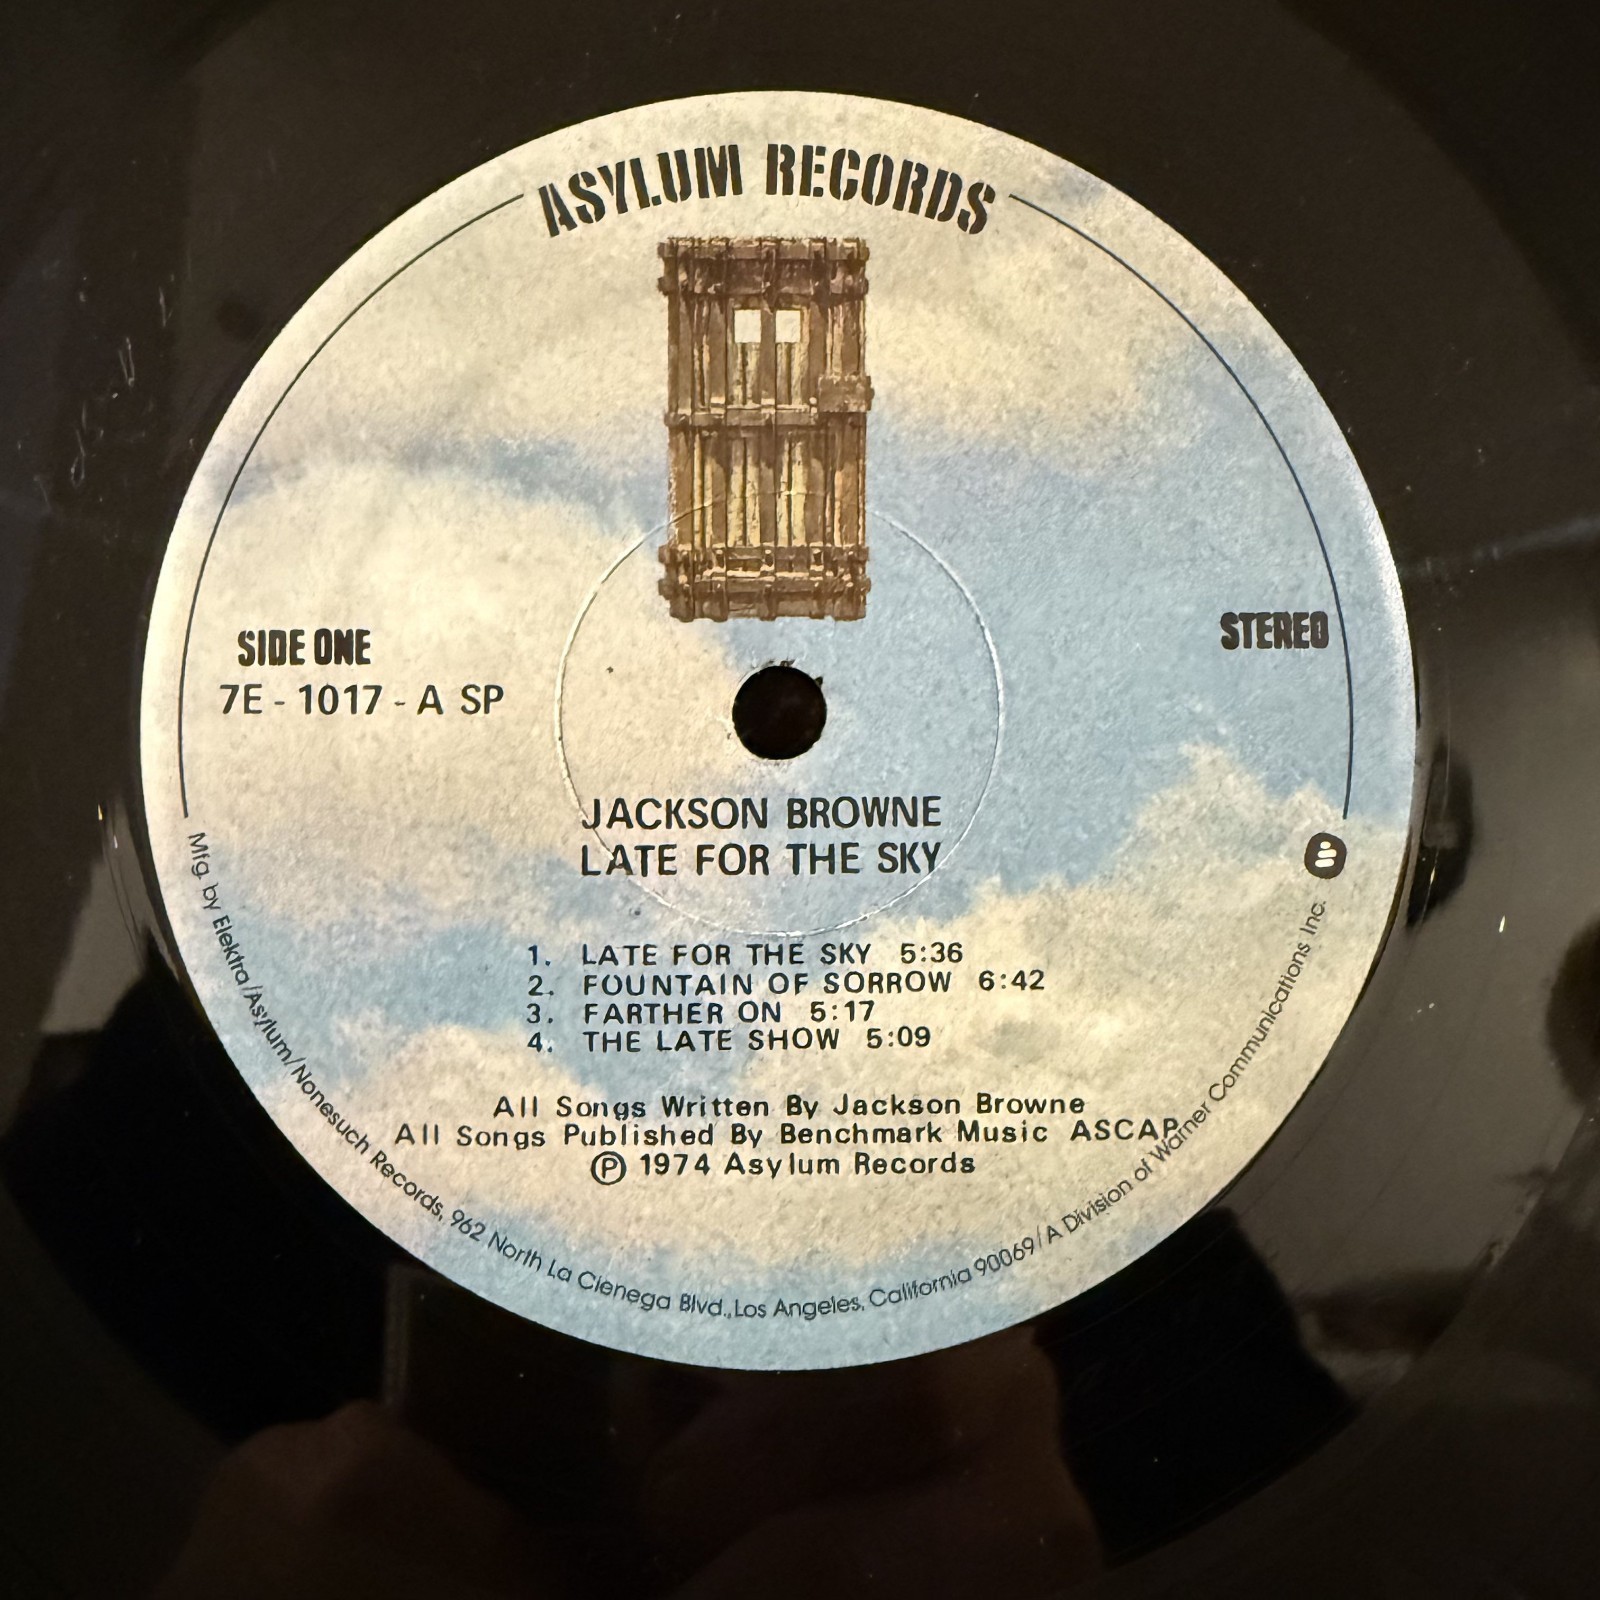 ASYLUM RECORDS
SIDE ONE
7E - 1017 - A SP
STEREO
JACKSON BROWNE
LATE FOR THE SKY
1. LATE FOR THE SKY 5:36
2. FOUNTAIN OF SORROW 6:42
3. FARTHER ON 5:17
4. THE LATE SHOW 5:09
All Songs Written By Jackson Browne
All Songs Published By Benchmark Music ASCAP
Ⓟ 1974 Asylum Records
Mfg. by Elektra/Asylum/Nonesuch Records, 962 North La Cienega Blvd., Los Angeles, California 90069/A Division of Warner Communications Inc.